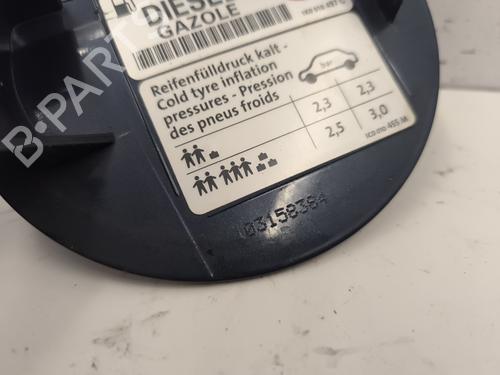 DIESEL
GAZOLE
Reifenfülldruck kalt -
Cold tyre inflation
pressures - Pression
des pneus froids
bar
2,3 2,3
2,5 3,0
03158384
B-PARTS